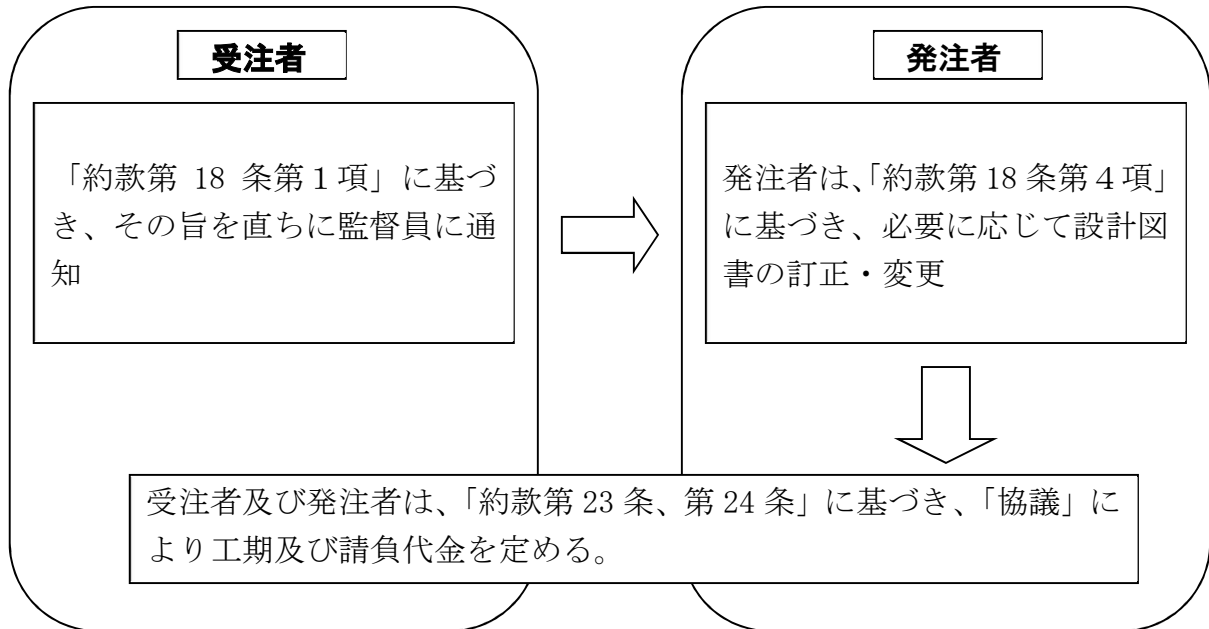 受注者
「約款第 18 条第１項」に基づ
き、その旨を直ちに監督員に通
知
発注者
発注者は、「約款第 18 条第４項」
に基づき、必要に応じて設計図
書の訂正・変更
受注者及び発注者は、「約款第 23 条、第 24 条」に基づき、「協議」に
より工期及び請負代金を定める。